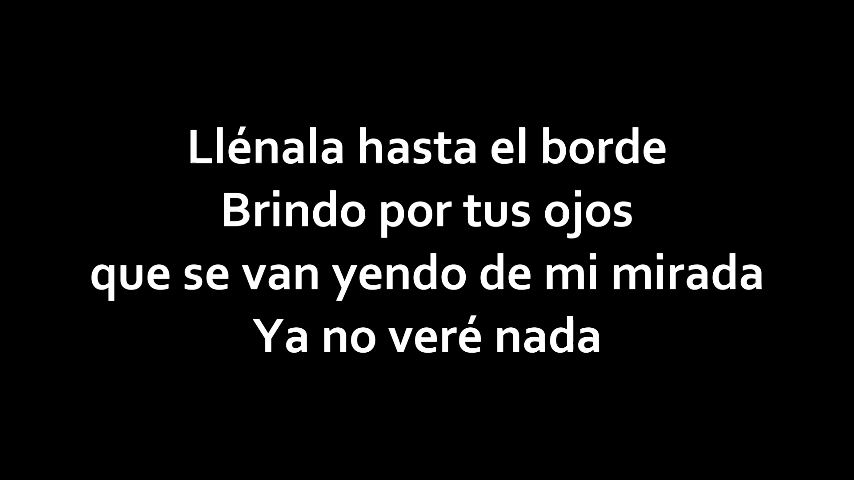 Llénala hasta el borde
Brindo por tus ojos
que se van yendo de mi mirada
Ya no veré nada